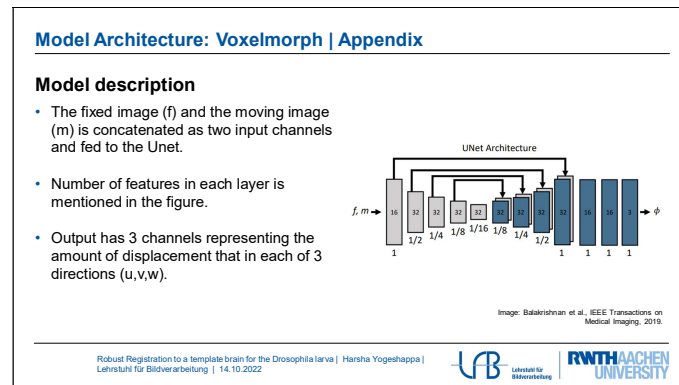 Model Architecture: Voxelmorph | Appendix
Model description
• The fixed image (f) and the moving image
(m) is concatenated as two input channels
and fed to the Unet.
• Number of features in each layer is
mentioned in the figure.
• Output has 3 channels representing the
amount of displacement that in each of 3
directions (u,v,w).
UNet Architecture
f, m
16 32 32 32 32 32 32 32 32 16 16 3
ϕ
1 1/2 1/4 1/8 1/16 1/8 1/4 1/2 1 1 1
Image: Balakrishnan et al., IEEE Transactions on
Medical Imaging, 2019.
Robust Registration to a template brain for the Drosophila larva | Harsha Yogeshappa |
Lehrstuhl für Bildverarbeitung | 14.10.2022
LFB
Lehrstuhl für
Bildverarbeitung
RWTH AACHEN
UNIVERSITY